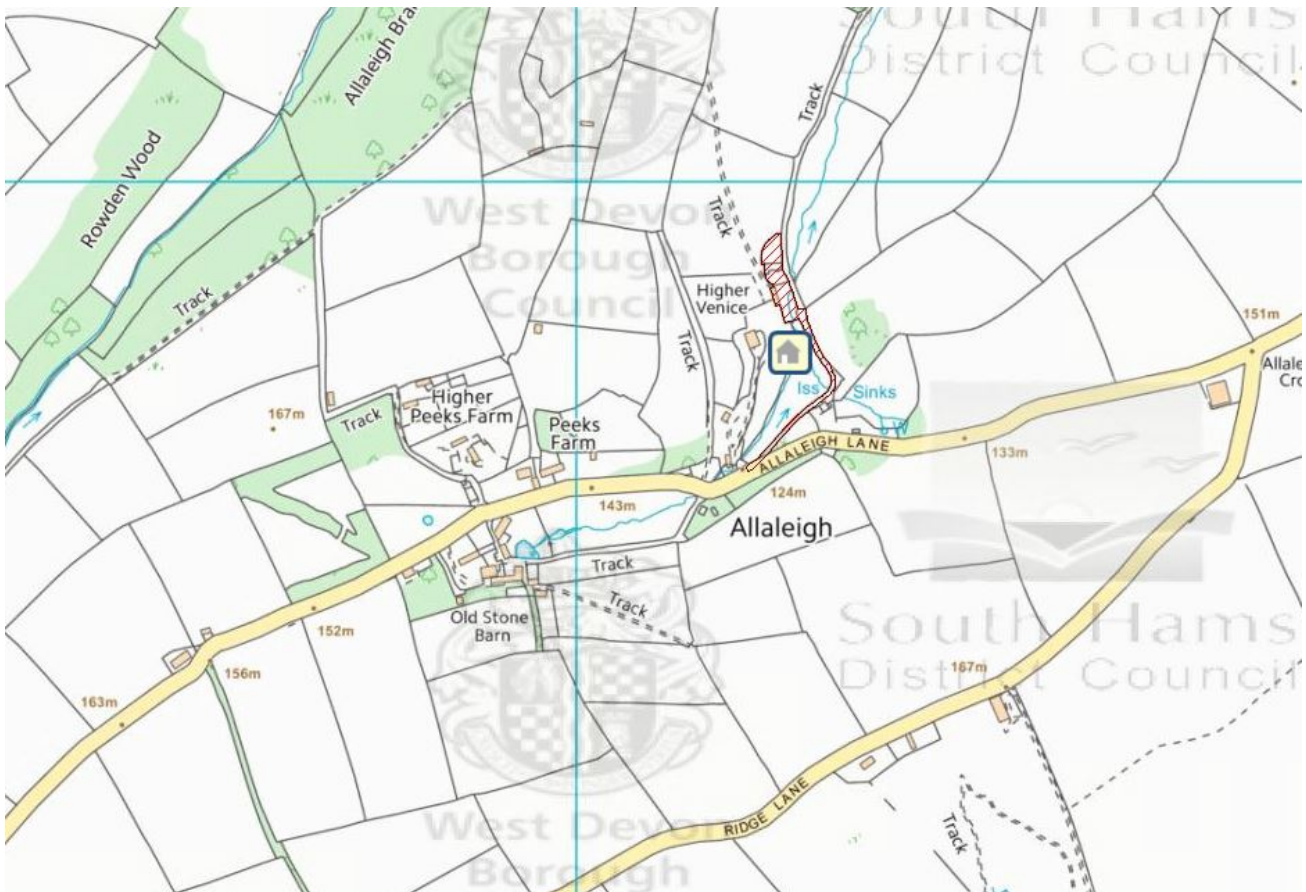 Allaleigh Bra
South Hams
District Council
Track
Rowden Wood
West Devon
Borough
Council
Track
Track
Higher
Venice
151m
Track
Allale
Cro
Iss
Sinks
Higher
Peeks Farm
167m
Track
Peeks
Farm
ALLALEIGH LANE
133m
124m
143m
Allaleigh
Track
Track
Old Stone
Barn
152m
South Hams
District Council
156m
167m
163m
West Devon
Borough
RIDGE LANE
Track